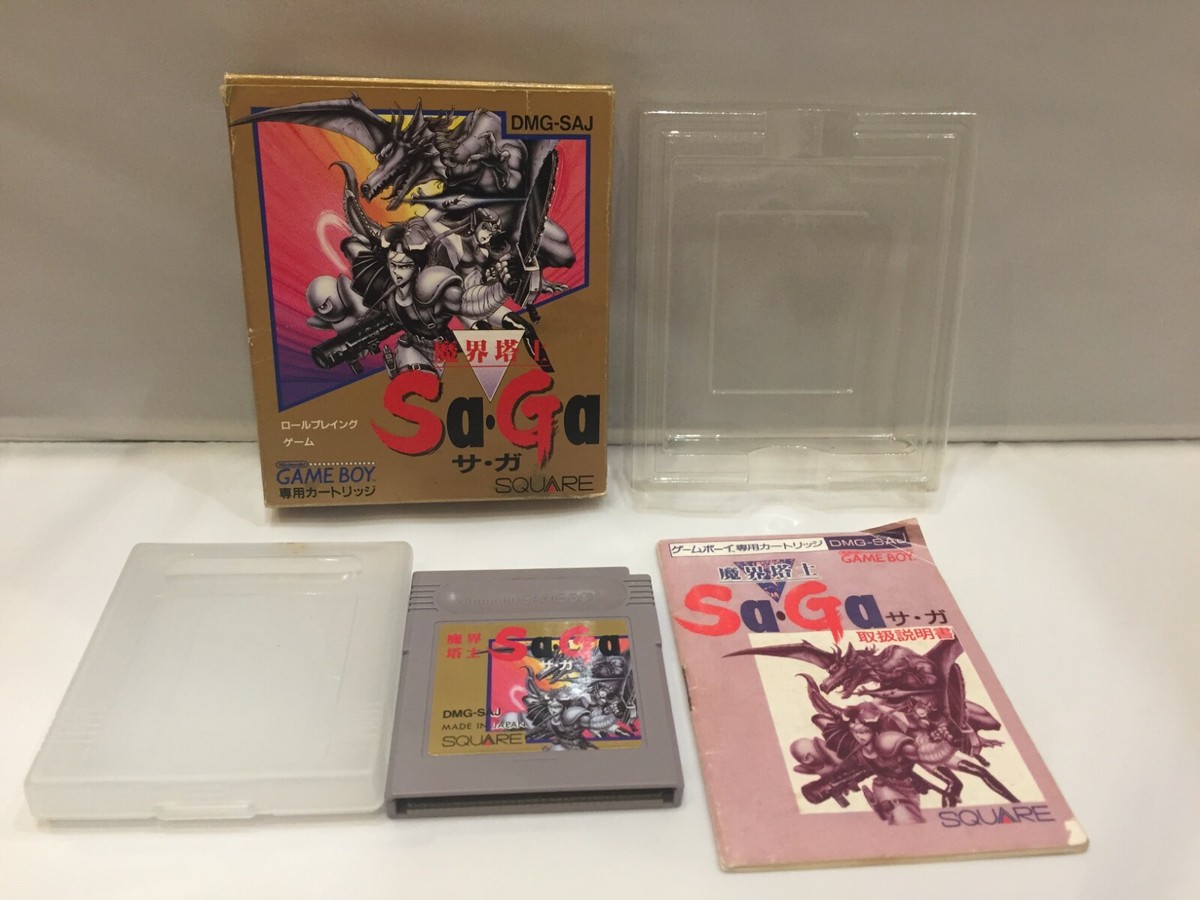 DMG-SAJ
魔界塔士
Sa・Ga
サ・ガ
ロールプレイング
ゲーム
Nintendo
GAME BOY
専用カートリッジ
SQUARE
魔界
塔士
Sa・Ga
サ・ガ
DMG-SAJ
MADE IN JAPAN
SQUARE
ゲームボーイ専用カートリッジ DMG-SAJ
GAME BOY
魔界塔士
Sa・Ga サ・ガ
取扱説明書
SQUARE